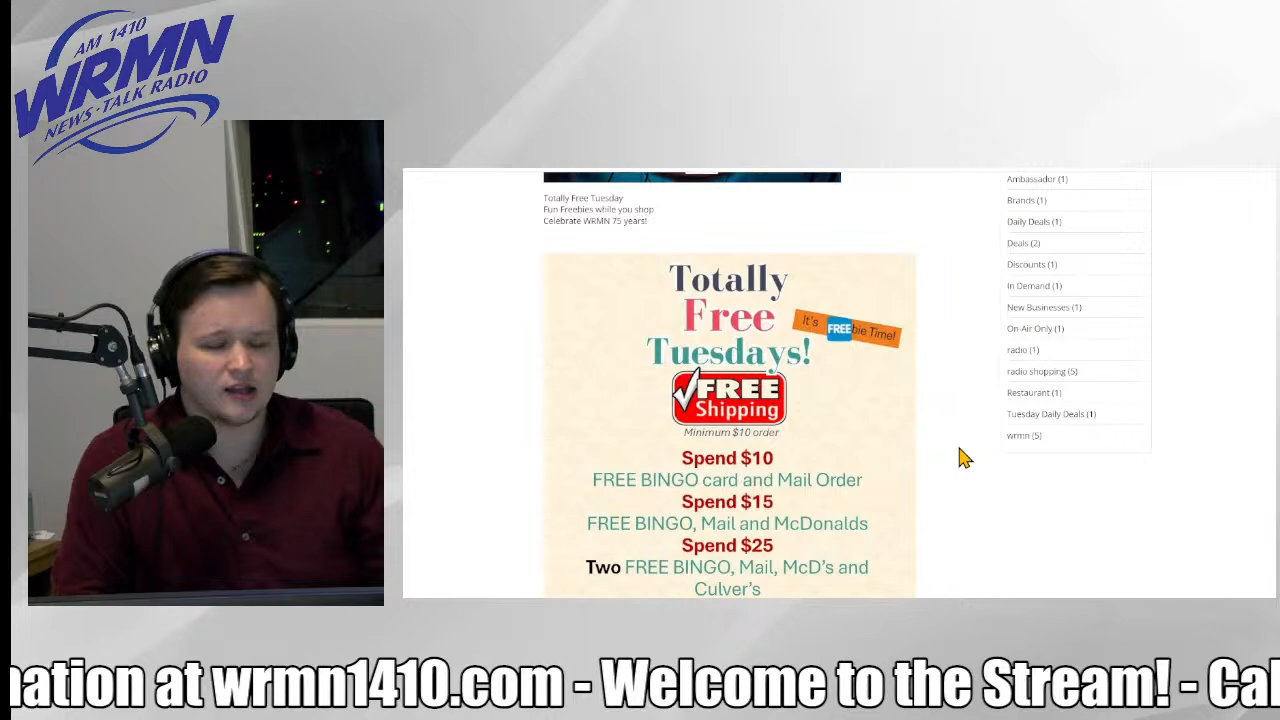 AM 1410
WRMN
NEWS·TALK RADIO
Totally Free Tuesday
Fun Freebies while you shop
Celebrate WRMN 75 years!
Totally
Free
Tuesdays!
It's FREEbie Time!
FREE
Shipping
Minimum $10 order
Spend $10
FREE BINGO card and Mail Order
Spend $15
FREE BINGO, Mail and McDonalds
Spend $25
Two FREE BINGO, Mail, McD's and
Culver's
Ambassador (1)
Brands (1)
Daily Deals (1)
Deals (2)
Discounts (1)
In Demand (1)
New Businesses (1)
On-Air Only (1)
radio (1)
radio shopping (5)
Restaurant (1)
Tuesday Daily Deals (1)
wrmn (5)
nation at wrmn1410.com - Welcome to the Stream! - Cal